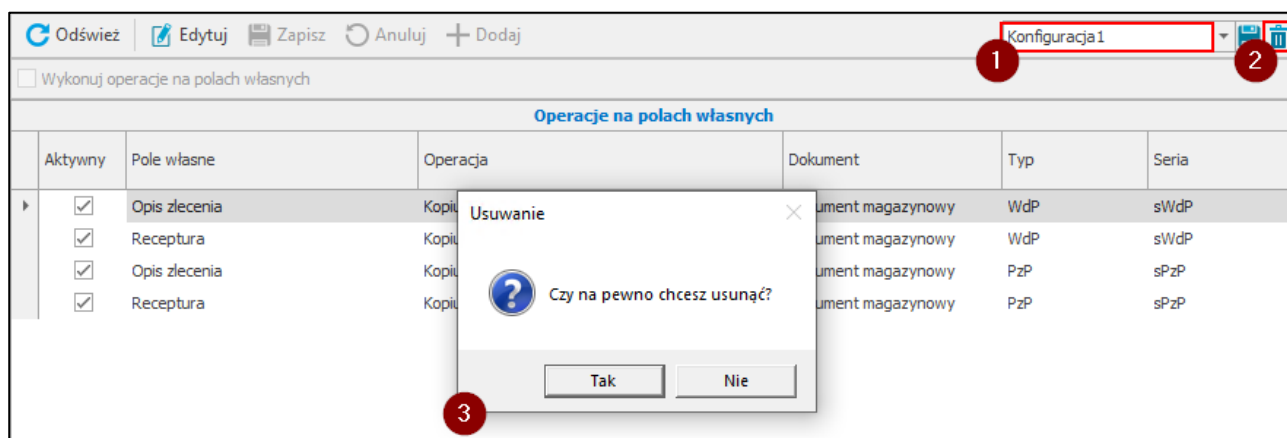 Odśwież Edytuj Zapisz Anuluj Dodaj Konfiguracja1
1 2
Wykonuj operacje na polach własnych
Operacje na polach własnych
Aktywny Pole własne Operacja Dokument Typ Seria
Opis zlecenia Kopiu ument magazynowy WdP sWdP
Receptura Kopiu ument magazynowy WdP sWdP
Opis zlecenia Kopiu ument magazynowy PzP sPzP
Receptura Kopiu ument magazynowy PzP sPzP
Usuwanie
Czy na pewno chcesz usunąć?
Tak Nie
3